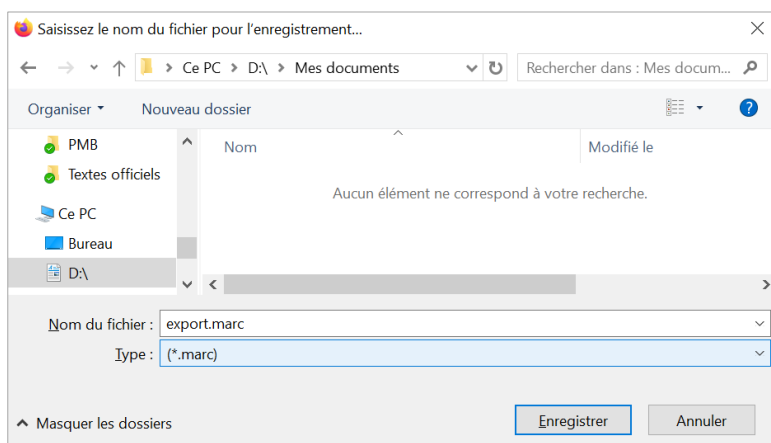 Saisissez le nom du fichier pour l'enregistrement...
Ce PC > D:\ > Mes documents
Rechercher dans : Mes docum...
Organiser
Nouveau dossier
PMB
Textes officiels
Ce PC
Bureau
D:\
Nom
Modifié le
Aucun élément ne correspond à votre recherche.
Nom du fichier : export.marc
Type : (*.marc)
Masquer les dossiers
Enregistrer
Annuler